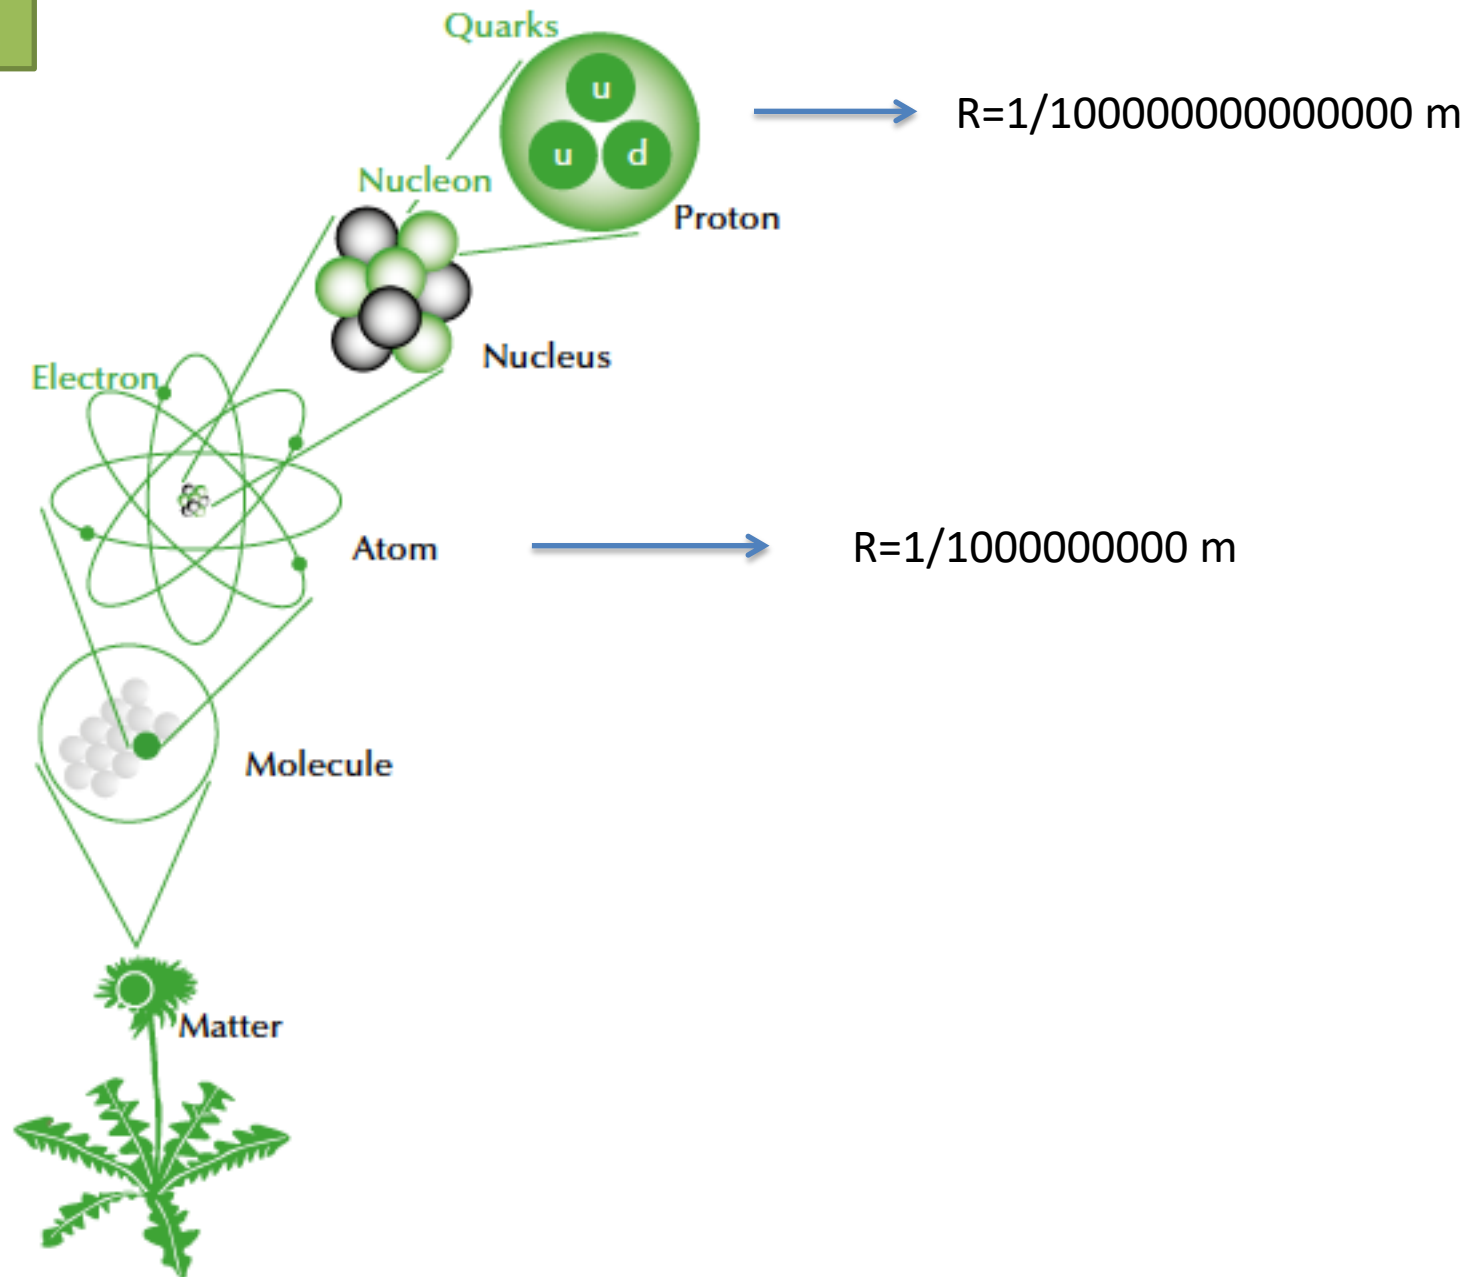 Quarks
u
u d
R=1/100000000000000 m
Nucleon
Proton
Nucleus
Electron
Atom
R=1/1000000000 m
Molecule
Matter